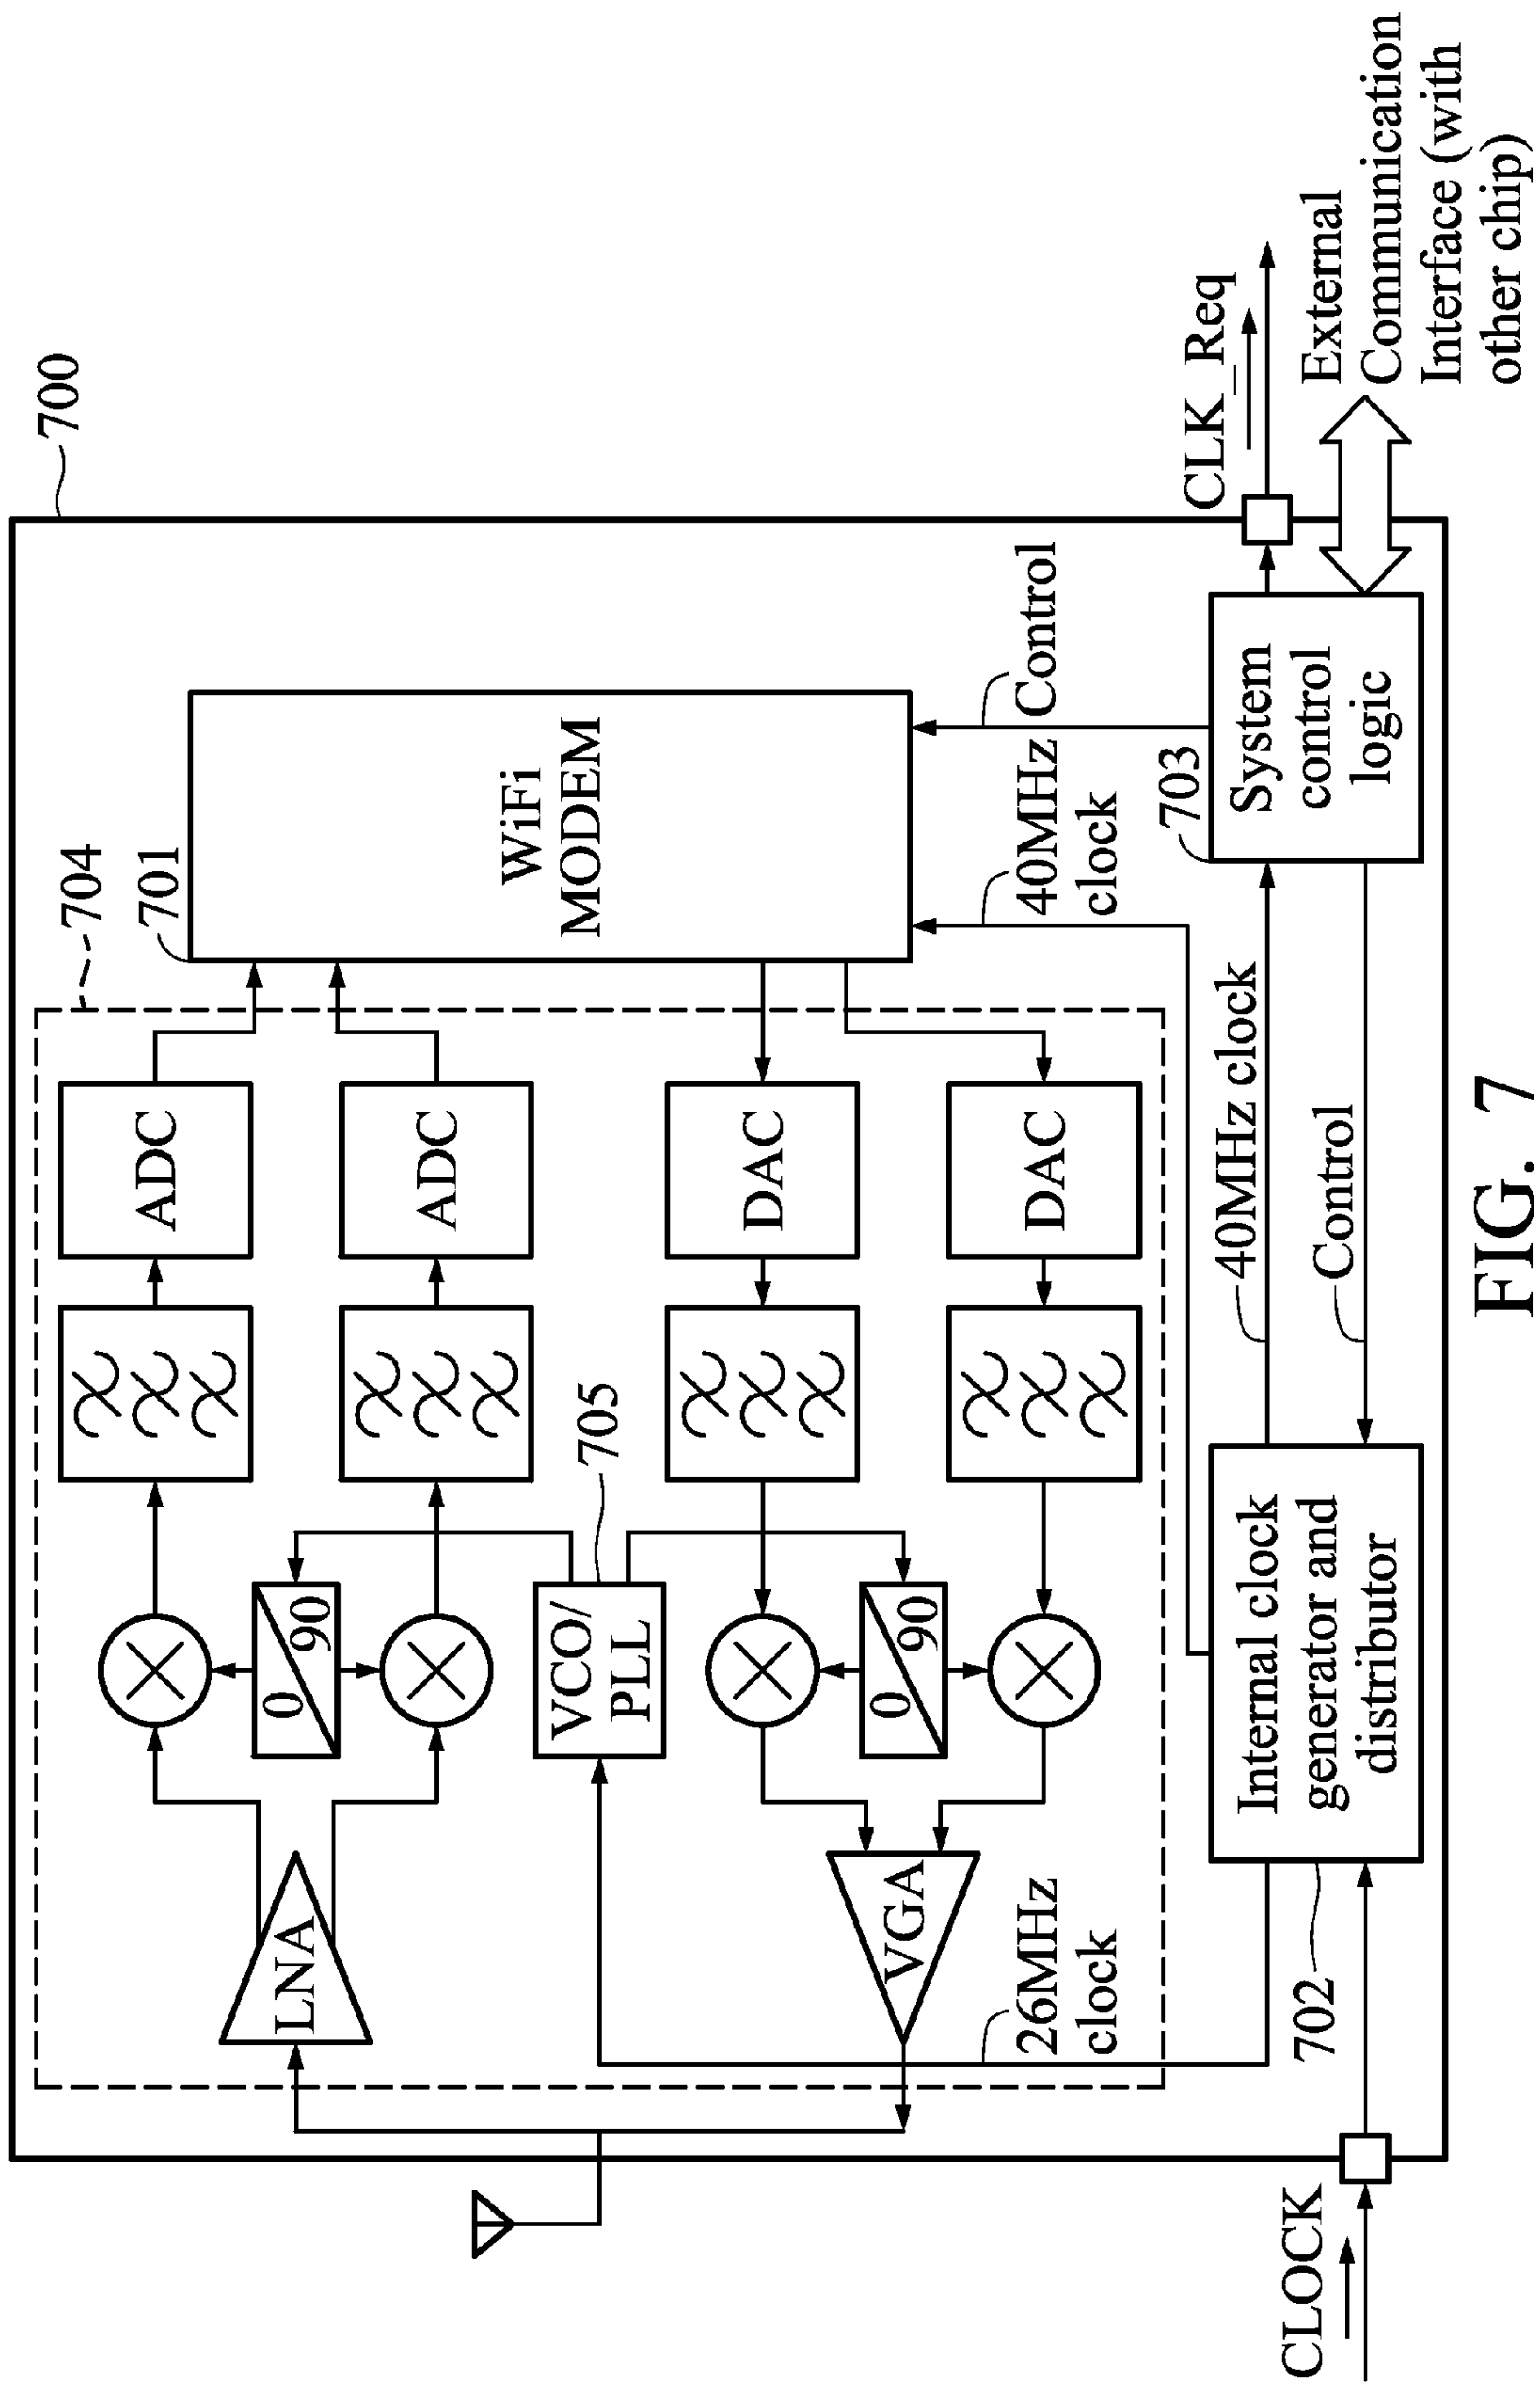 700
704
701
ADC
ADC
DAC
DAC
WiFi
MODEM
LNA
0
90
VCO/
PLL
705
0
90
VGA
26MHz
clock
40MHz
clock
Control
CLOCK
702
Internal clock
generator and
distributor
40MHz clock
Control
703
System
control
logic
CLK_Req
External
Communication
Interface (with
other chip)
FIG. 7